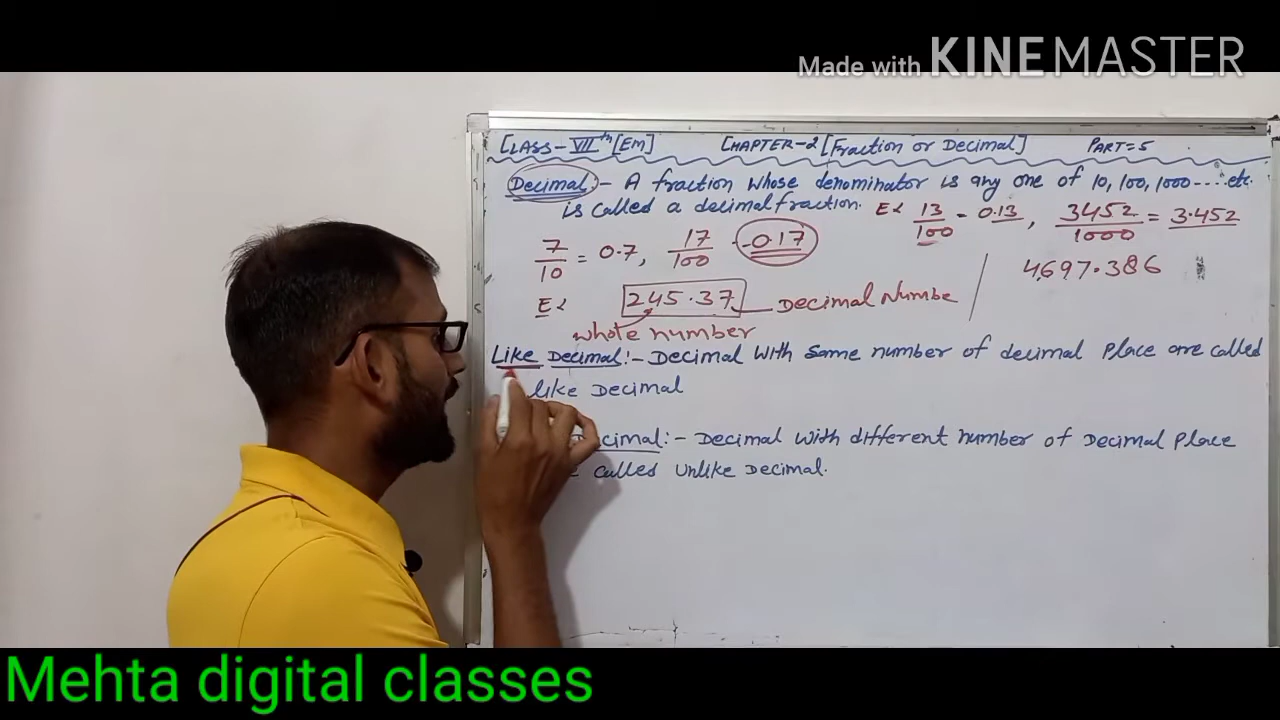 Made with KINEMASTER
CLASS-VII th [Em] CHAPTER-2 [Fraction or Decimal] PART=5
Decimal:- A fraction whose denominator is any one of 10, 100, 1000.....etc.
is called a decimal fraction. Ex 13/100 = 0.13, 3452/1000 = 3.452
7/10 = 0.7, 17/100 - 0.17
4,697.386
Ex 245.37 Decimal Numbe
whole number
Like Decimal:- Decimal with same number of decimal Place are called
like Decimal
Decimal:- Decimal with different number of Decimal Place
called unlike Decimal.
Mehta digital classes